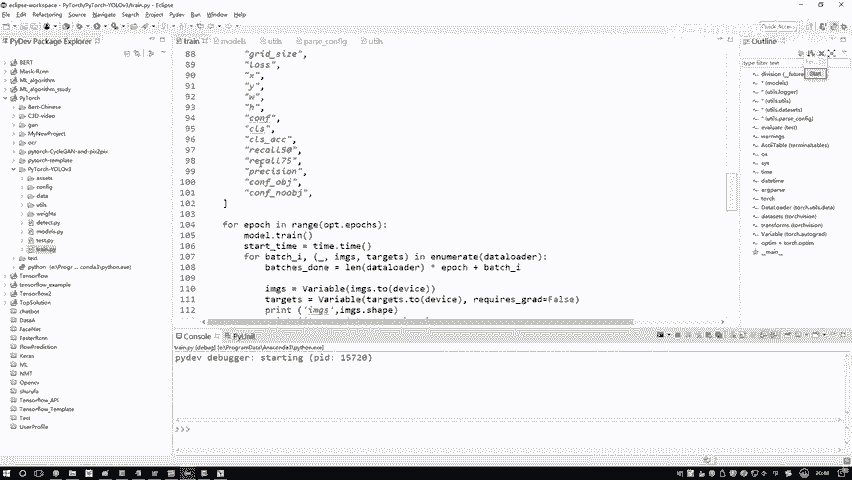 eclipse-workspace - PyTorch/PyTorch-YOLOv3/train.py - Eclipse
File Edit Refactoring Source Navigate Search Project Pydev Run Window Help
Quick Access
PyDev Package Explorer
train
models
utils
parse_config
utils
Outline
BERT
Mask-Rcnn
ML_algorithm
ML_algorithm_study
PyTorch
Bert-Chinese
CJD-video
gan
MyNewProject
ocr
pytorch-CycleGAN-and-pix2pix
pytorch-template
PyTorch-YOLOv3
assets
config
data
utils
weights
detect.py
models.py
test.py
train.py
test
Tensorflow
tensorflow_example
Tensorflow2
TopSolution
chatbot
DataA
FaceNet
FasterRcnn
flowPrediction
Keras
ML
NMT
Opencv
shurufa
Tensorflow_API
Tensorflow_Template
Test
UserProfile
88 "grid_size",
89 "loss",
90 "x",
91 "y",
92 "w",
93 "h",
94 "conf",
95 "cls",
96 "cls_acc",
97 "recall50",
98 "recall75",
99 "precision",
100 "conf_obj",
101 "conf_noobj",
102 ]
103
104 for epoch in range(opt.epochs):
105 model.train()
106 start_time = time.time()
107 for batch_i, (_, imgs, targets) in enumerate(dataloader):
108 batches_done = len(dataloader) * epoch + batch_i
109
110 imgs = Variable(imgs.to(device))
111 targets = Variable(targets.to(device), requires_grad=False)
112 print ('imgs',imgs.shape)
type filter text
Start
division (__future__)
* (models)
* (utils.logger)
* (utils.utils)
* (utils.datasets)
* (utils.parse_config)
evaluate (test)
warnings
AsciiTable (terminaltables)
os
sys
time
datetime
argparse
torch
DataLoader (torch.utils.data)
datasets (torchvision)
transforms (torchvision)
Variable (torch.autograd)
optim = torch.optim
__main__
Console
PyUnit
train.py [debug] [e:\ProgramData\Anaconda3\python.exe]
pydev debugger: starting (pid: 15720)
>>>